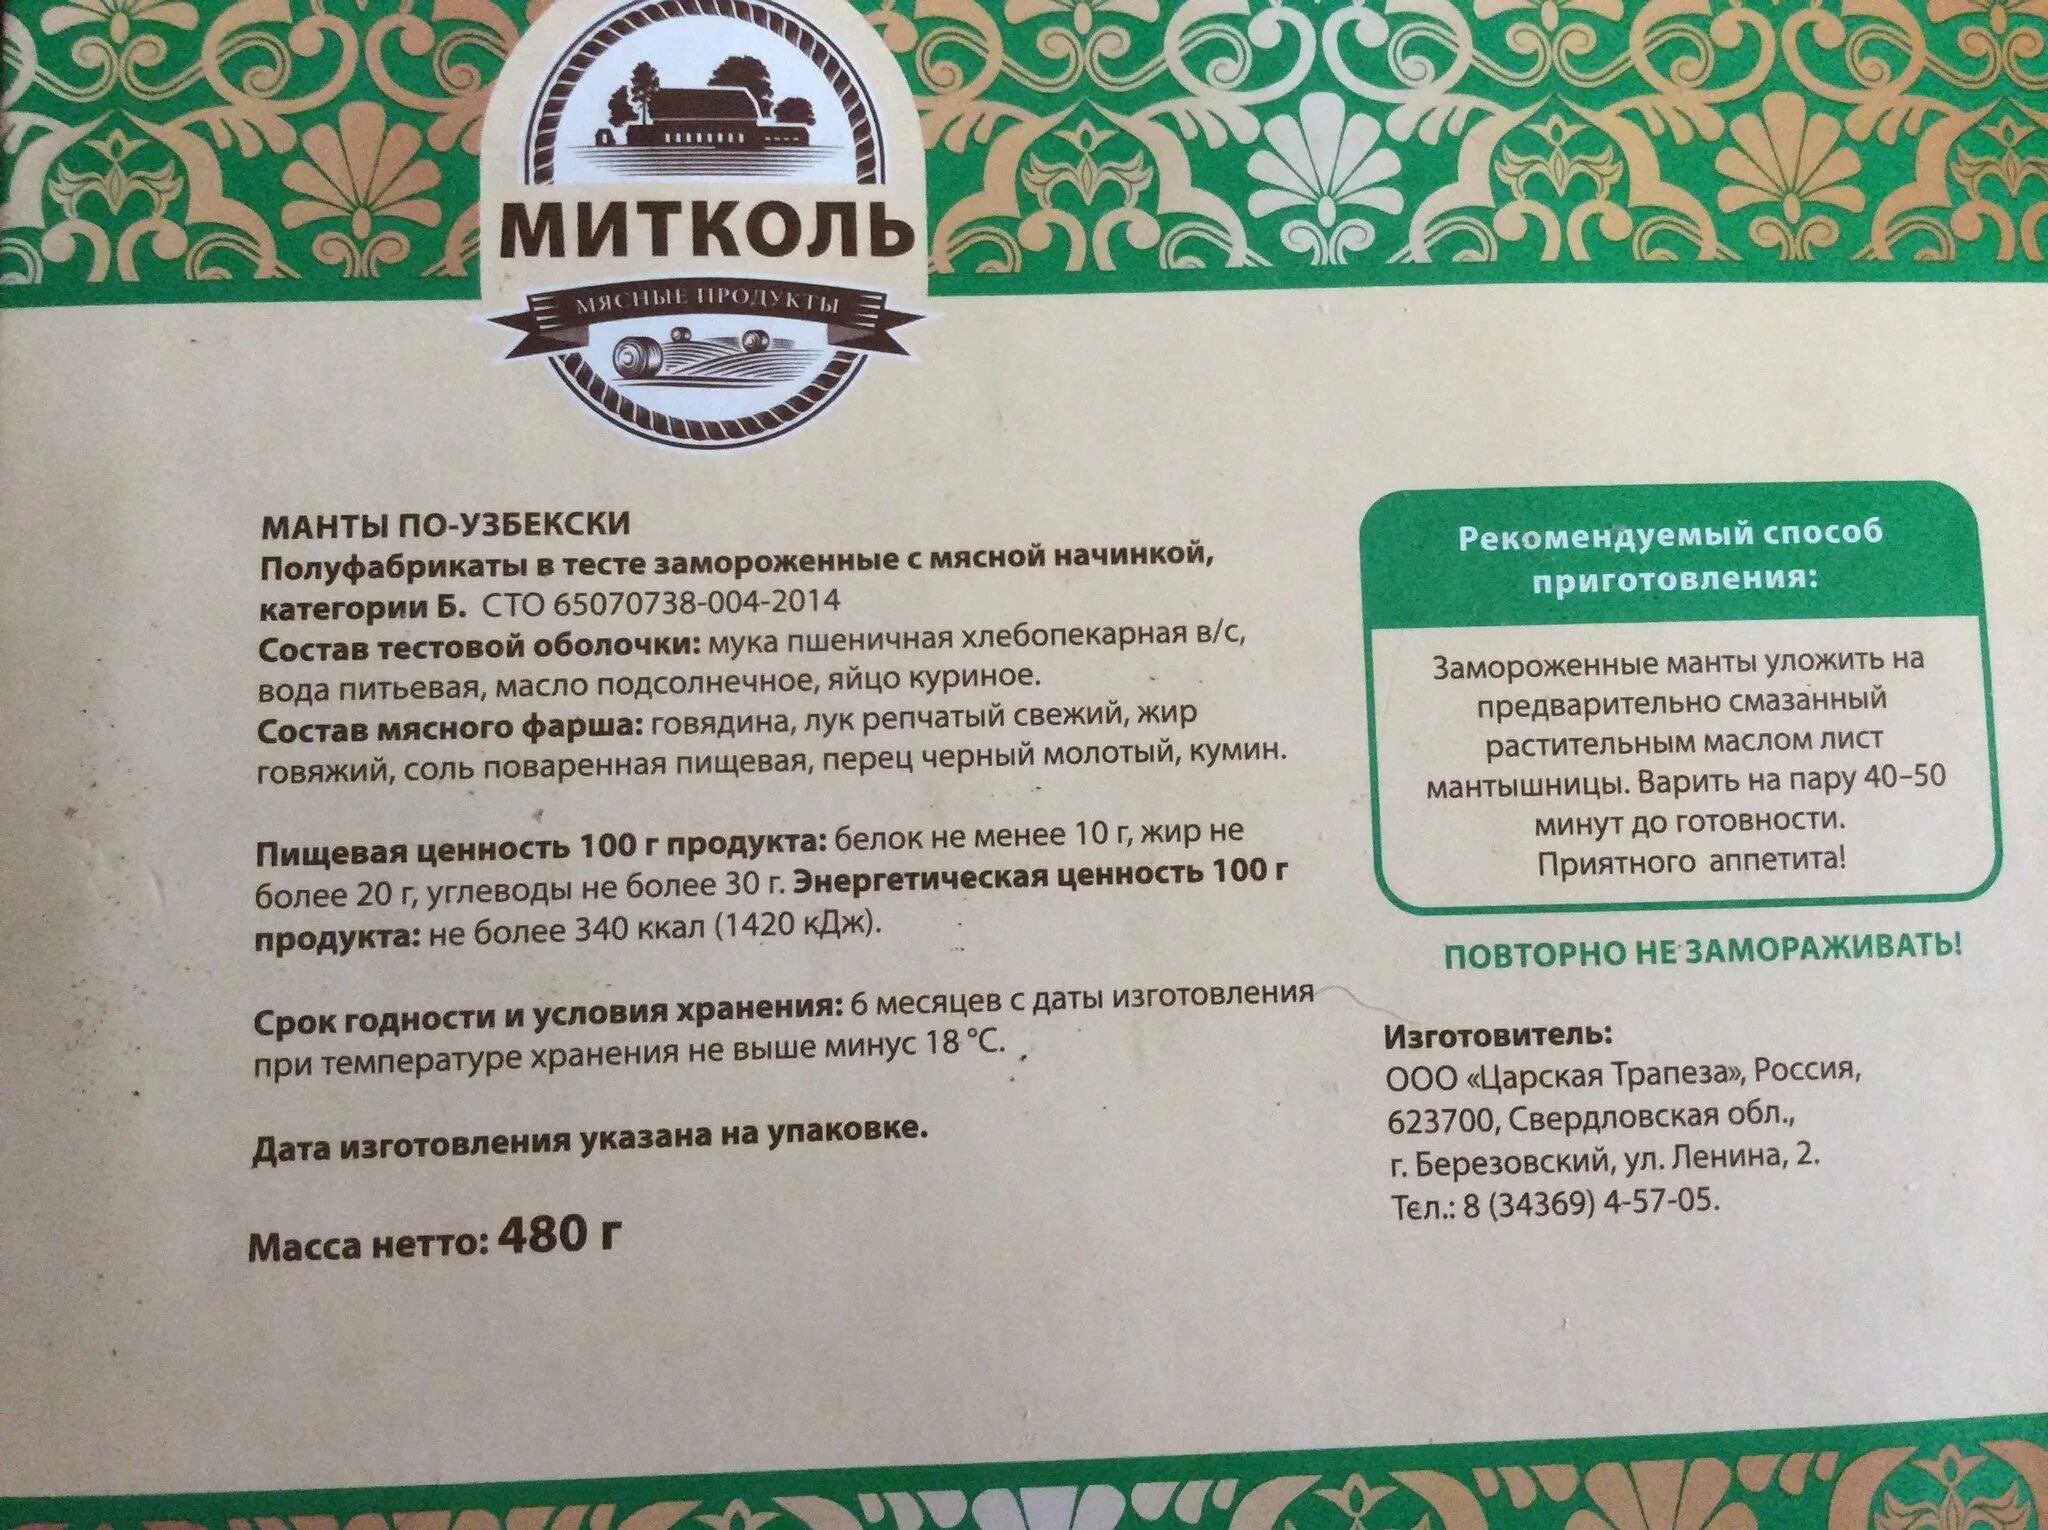 МИТКОЛЬ
МЯСНЫЕ ПРОДУКТЫ
МАНТЫ ПО-УЗБЕКСКИ
Полуфабрикаты в тесте замороженные с мясной начинкой,
категории Б. СТО 65070738-004-2014
Состав тестовой оболочки: мука пшеничная хлебопекарная в/с,
вода питьевая, масло подсолнечное, яйцо куриное.
Состав мясного фарша: говядина, лук репчатый свежий, жир
говяжий, соль поваренная пищевая, перец черный молотый, кумин.
Пищевая ценность 100 г продукта: белок не менее 10 г, жир не
более 20 г, углеводы не более 30 г. Энергетическая ценность 100 г
продукта: не более 340 ккал (1420 кДж).
Срок годности и условия хранения: 6 месяцев с даты изготовления
при температуре хранения не выше минус 18 °С.
Дата изготовления указана на упаковке.
Масса нетто: 480 г
Рекомендуемый способ
приготовления:
Замороженные манты уложить на
предварительно смазанный
растительным маслом лист
мантышницы. Варить на пару 40–50
минут до готовности.
Приятного аппетита!
ПОВТОРНО НЕ ЗАМОРАЖИВАТЬ!
Изготовитель:
ООО «Царская Трапеза», Россия,
623700, Свердловская обл.,
г. Березовский, ул. Ленина, 2.
Тел.: 8 (34369) 4-57-05.